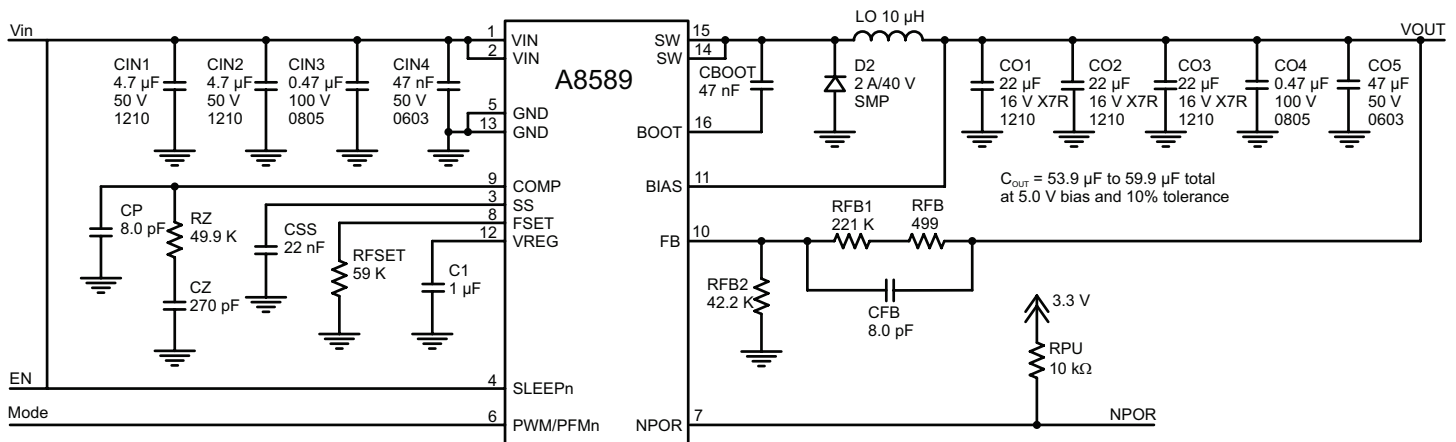 Vin
1
VIN
2
VIN
A8589
15
SW
14
SW
LO 10 µH
VOUT
CIN1
4.7 µF
50 V
1210
CIN2
4.7 µF
50 V
1210
CIN3
0.47 µF
100 V
0805
CIN4
47 nF
50 V
0603
5
GND
13
GND
CBOOT
47 nF
16
BOOT
D2
2 A/40 V
SMP
CO1
22 µF
16 V X7R
1210
CO2
22 µF
16 V X7R
1210
CO3
22 µF
16 V X7R
1210
CO4
0.47 µF
100 V
0805
CO5
47 µF
50 V
0603
9
COMP
3
SS
8
FSET
12
VREG
11
BIAS
COUT = 53.9 µF to 59.9 µF total
at 5.0 V bias and 10% tolerance
CP
8.0 pF
RZ
49.9 K
CZ
270 pF
CSS
22 nF
RFSET
59 K
C1
1 µF
10
FB
RFB1
221 K
RFB
499
RFB2
42.2 K
CFB
8.0 pF
3.3 V
RPU
10 kΩ
EN
4
SLEEPn
Mode
6
PWM/PFMn
7
NPOR
NPOR